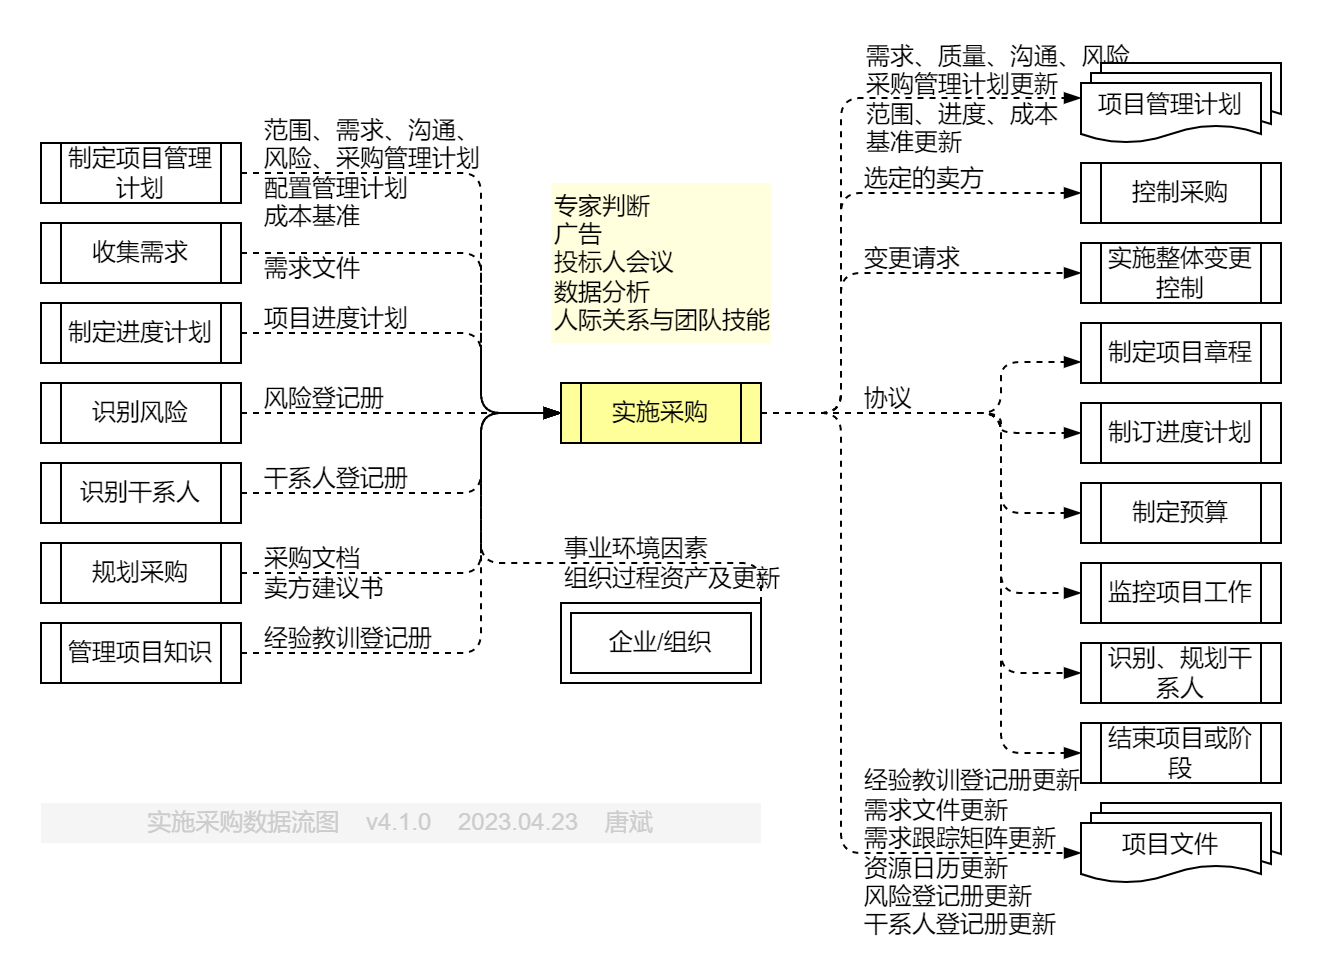 范围、需求、沟通、
风险、采购管理计划
配置管理计划
成本基准
制定项目管理
计划
收集需求
需求文件
制定进度计划
项目进度计划
识别风险
风险登记册
识别干系人
干系人登记册
规划采购
采购文档
卖方建议书
管理项目知识
经验教训登记册
专家判断
广告
投标人会议
数据分析
人际关系与团队技能
实施采购
事业环境因素
组织过程资产及更新
企业/组织
需求、质量、沟通、风险
采购管理计划更新
范围、进度、成本
基准更新
项目管理计划
选定的卖方
控制采购
变更请求
实施整体变更
控制
协议
制定项目章程
制订进度计划
制定预算
监控项目工作
识别、规划干
系人
结束项目或阶
段
经验教训登记册更新
需求文件更新
需求跟踪矩阵更新
资源日历更新
风险登记册更新
干系人登记册更新
项目文件
实施采购数据流图 v4.1.0 2023.04.23 唐斌